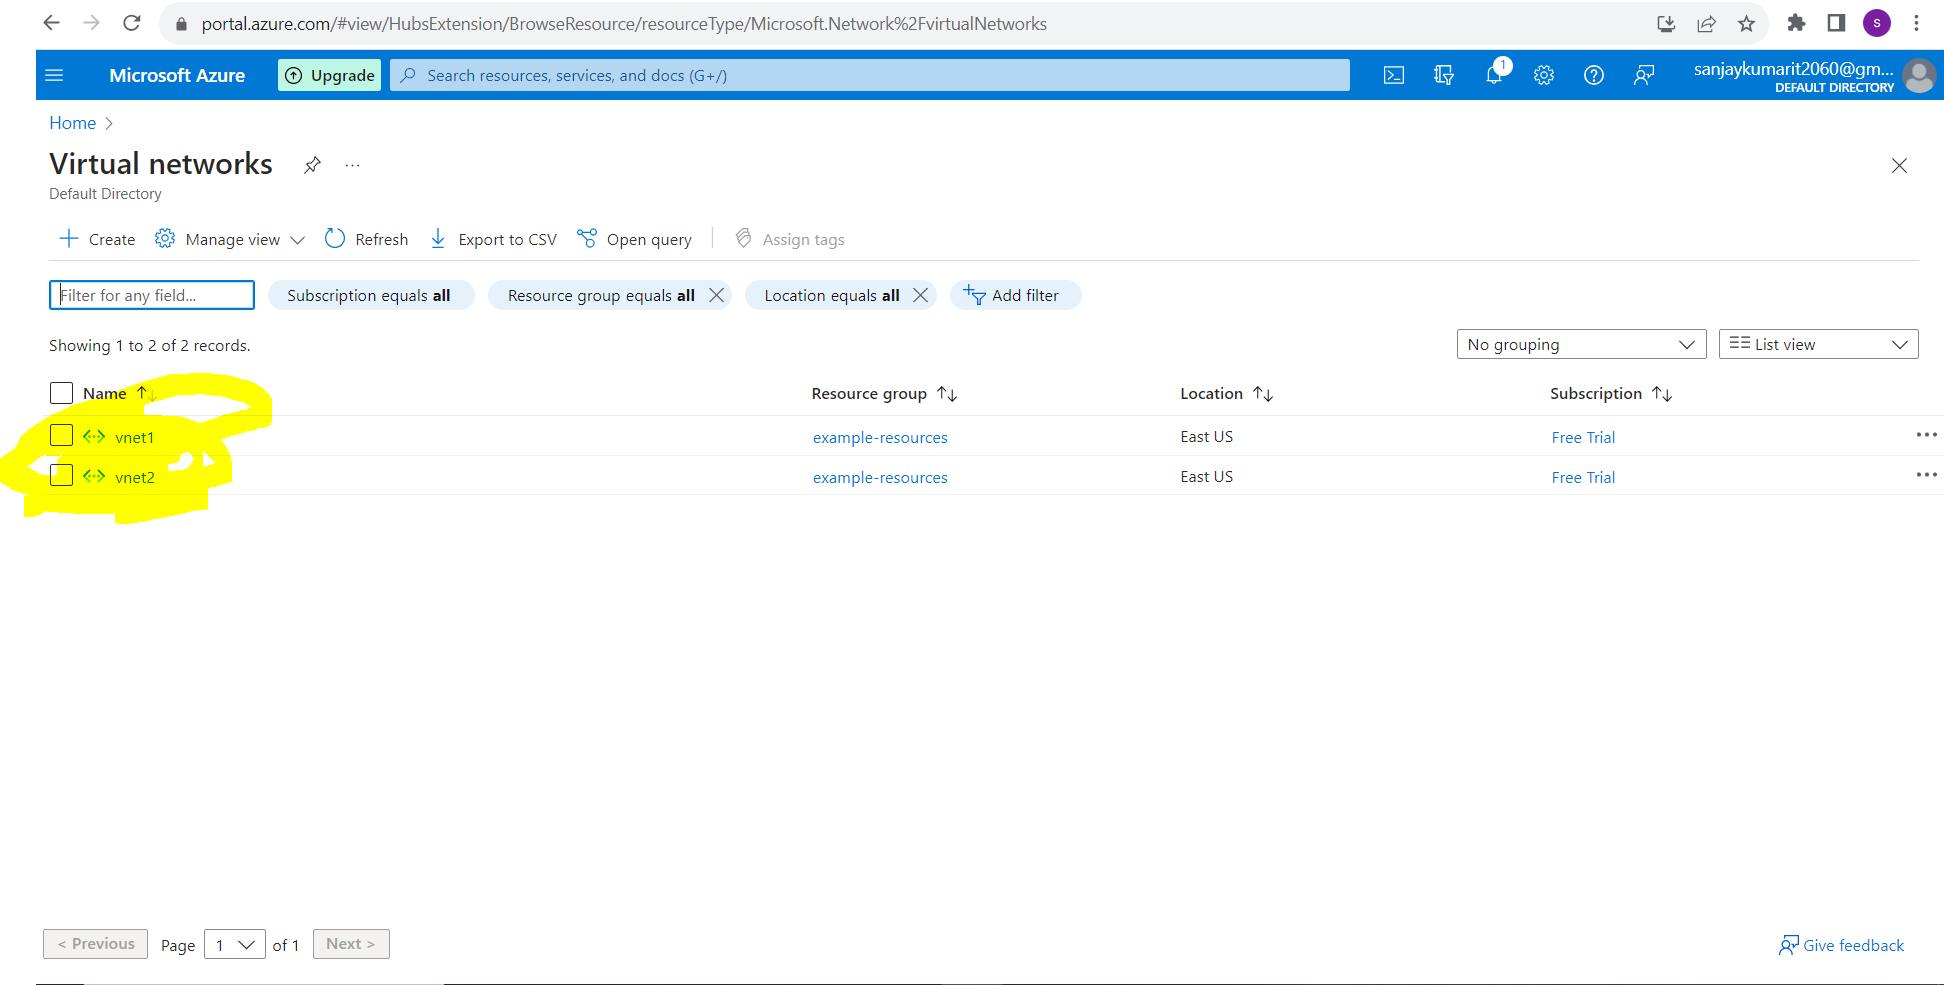 portal.azure.com/#view/HubsExtension/BrowseResource/resourceType/Microsoft.Network%2FvirtualNetworks
S
Microsoft Azure
Upgrade
Search resources, services, and docs (G+/)
1
sanjaykumarit2060@gm...
DEFAULT DIRECTORY
Home
Virtual networks
Default Directory
Create Manage view Refresh Export to CSV Open query Assign tags
Filter for any field... Subscription equals all Resource group equals all Location equals all Add filter
Showing 1 to 2 of 2 records. No grouping List view
Name Resource group Location Subscription
vnet1 example-resources East US Free Trial
vnet2 example-resources East US Free Trial
< Previous Page 1 of 1 Next > Give feedback